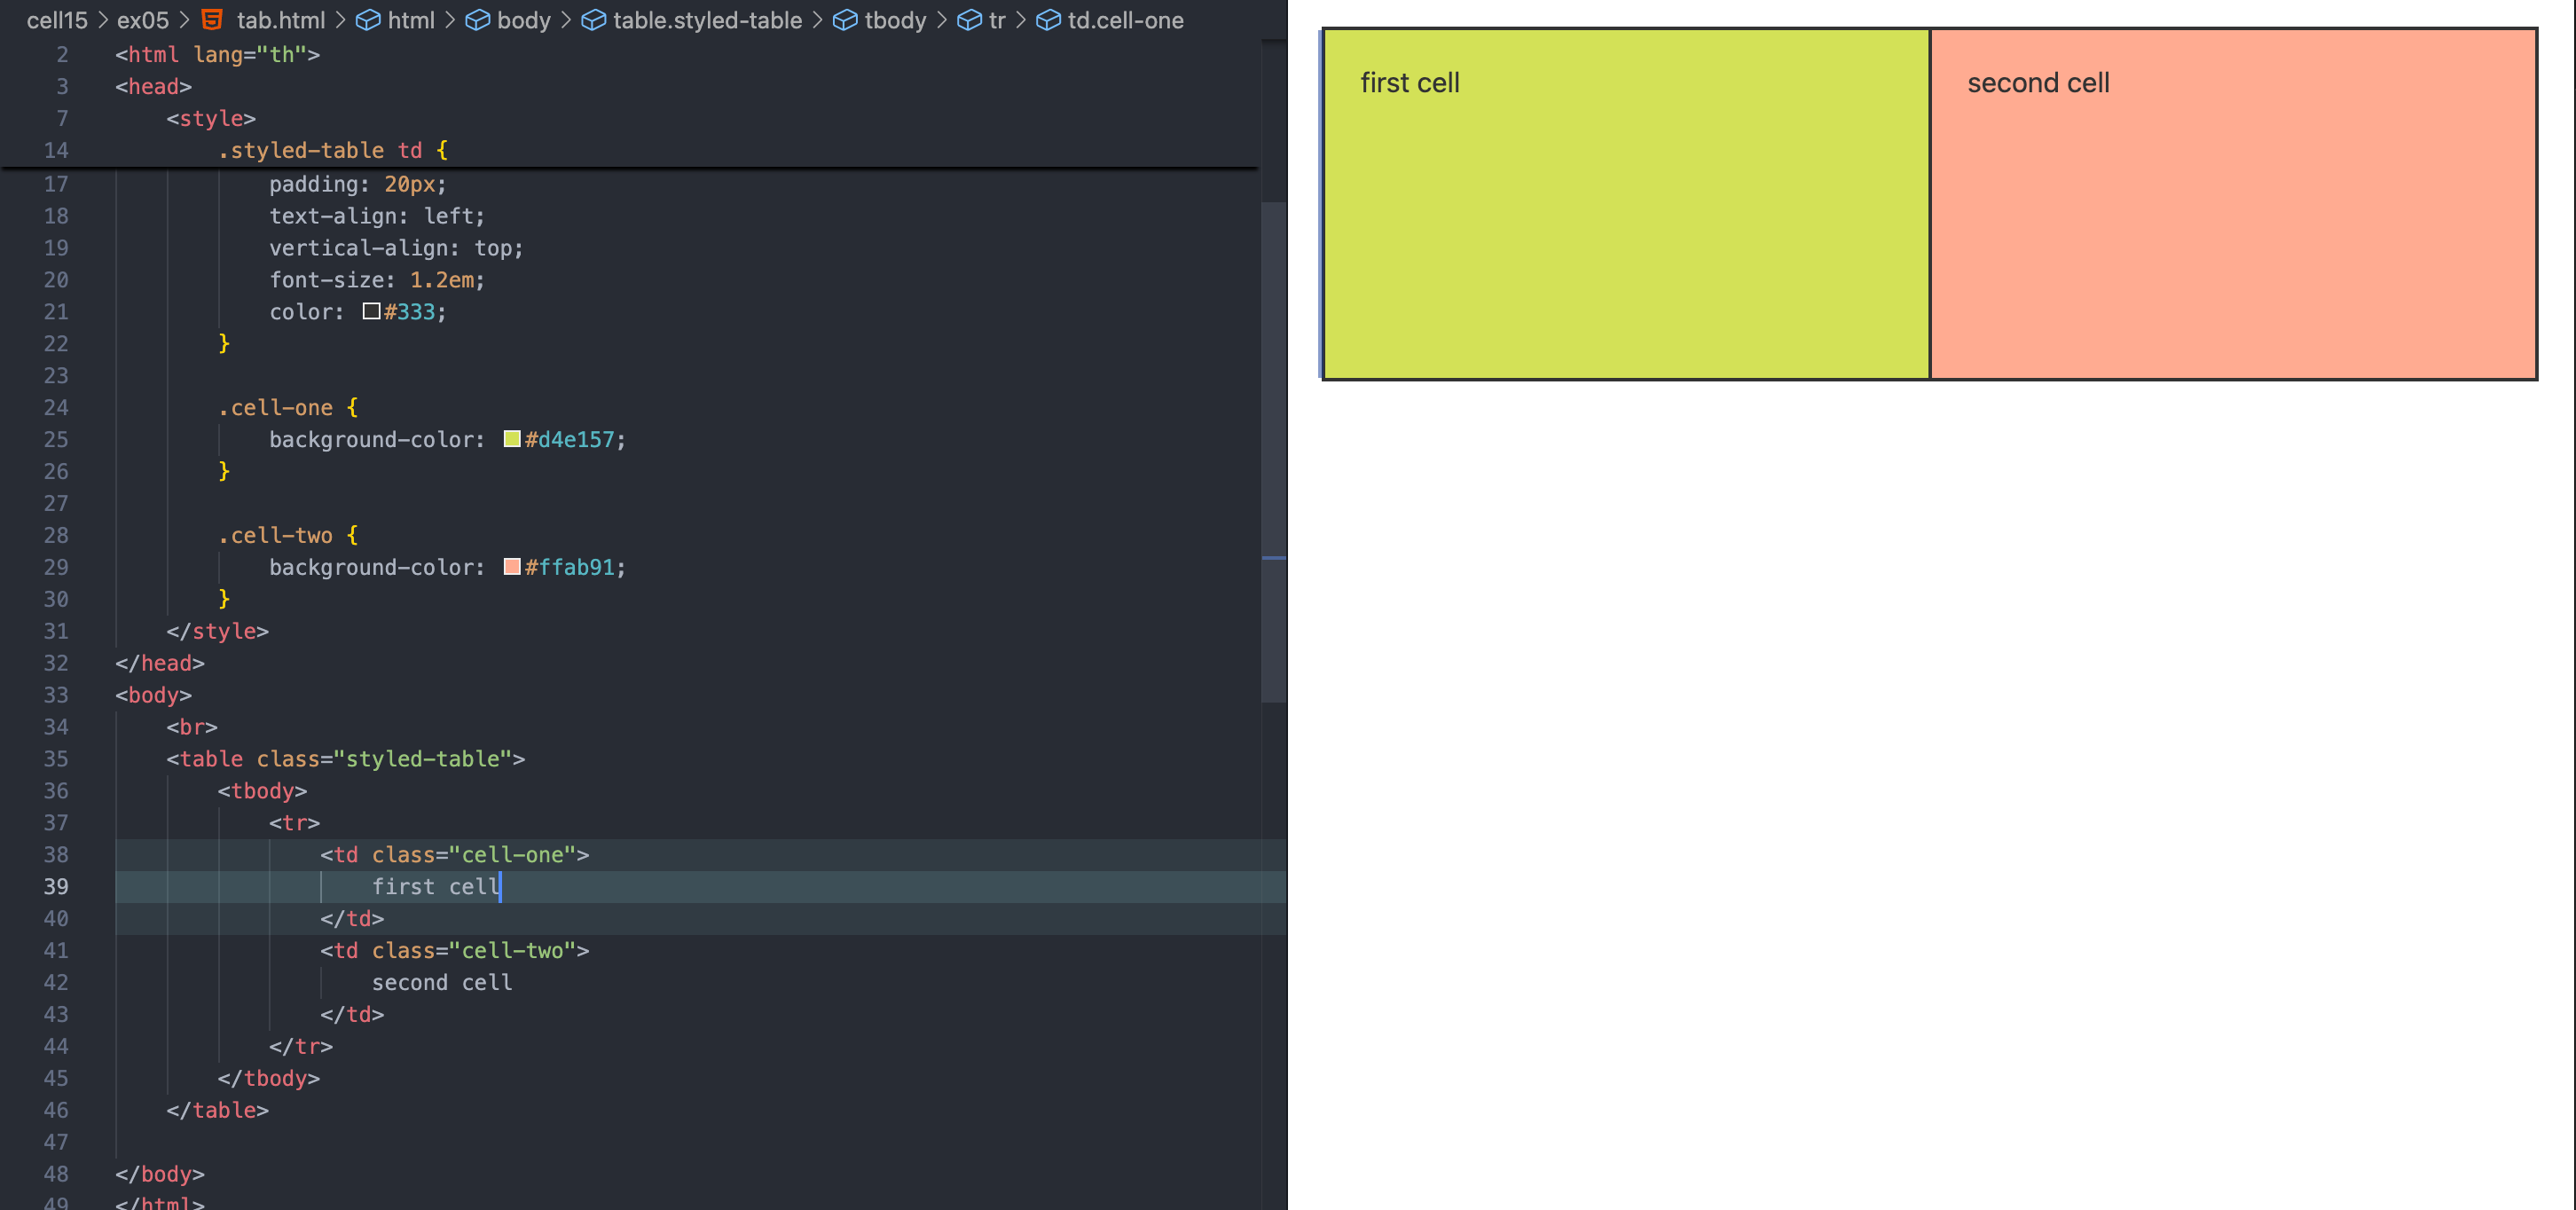 cell15 > ex05 > tab.html > html > body > table.styled-table > tbody > tr > td.cell-one
2 <html lang="th">
3 <head>
7 <style>
14 .styled-table td {
17 padding: 20px;
18 text-align: left;
19 vertical-align: top;
20 font-size: 1.2em;
21 color: #333;
22 }
23
24 .cell-one {
25 background-color: #d4e157;
26 }
27
28 .cell-two {
29 background-color: #ffab91;
30 }
31 </style>
32 </head>
33 <body>
34 <br>
35 <table class="styled-table">
36 <tbody>
37 <tr>
38 <td class="cell-one">
39 first cell
40 </td>
41 <td class="cell-two">
42 second cell
43 </td>
44 </tr>
45 </tbody>
46 </table>
47
48 </body>
49 </html>
first cell
second cell